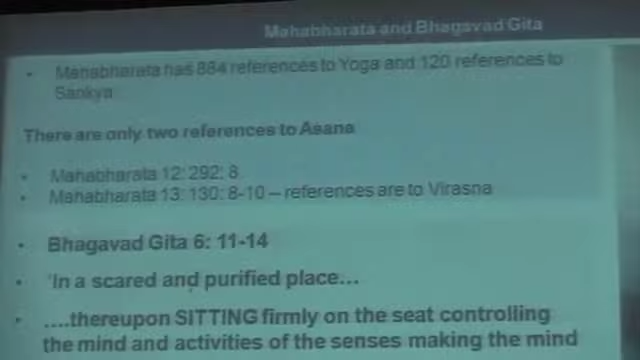 Mahabharata and Bhagavad Gita
• Mahabharata has 884 references to Yoga and 120 references to
Sankya
There are only two references to Asana
• Mahabharata 12: 292: 8
• Mahabharata 13: 130: 8-10 – references are to Virasna
• Bhagavad Gita 6: 11-14
• 'In a scared and purified place...
• ....thereupon SITTING firmly on the seat controlling
the mind and activities of the senses making the mind